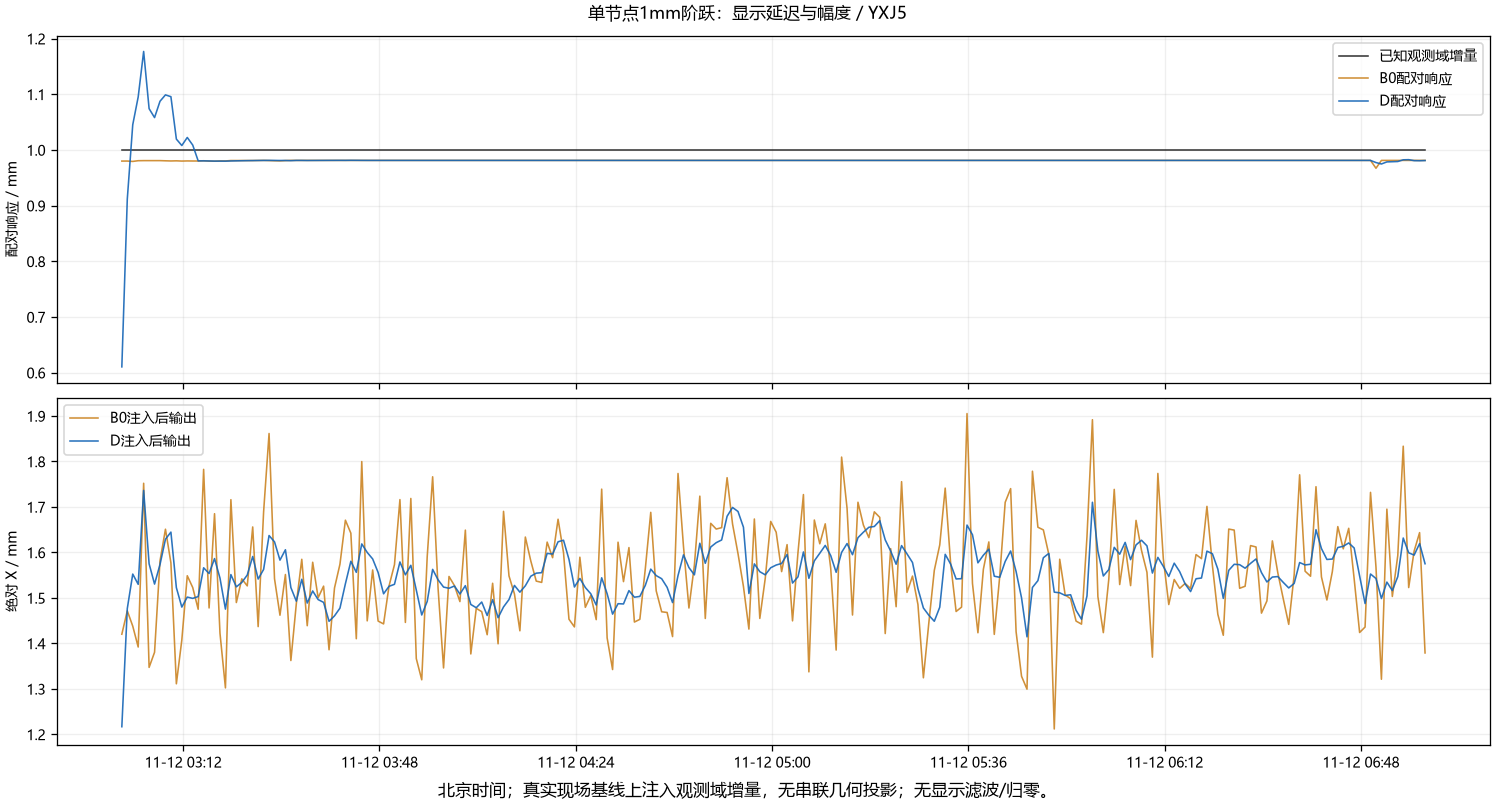 单节点1mm阶跃：显示延迟与幅度 / YXJ5
1.2
1.1
1.0
0.9
0.8
0.7
0.6
配对响应 / mm
已知观测域增量
B0配对响应
D配对响应
1.9
1.8
1.7
1.6
1.5
1.4
1.3
1.2
绝对 X / mm
B0注入后输出
D注入后输出
11-12 03:12
11-12 03:48
11-12 04:24
11-12 05:00
11-12 05:36
11-12 06:12
11-12 06:48
北京时间；真实现场基线上注入观测域增量，无串联几何投影；无显示滤波/归零。